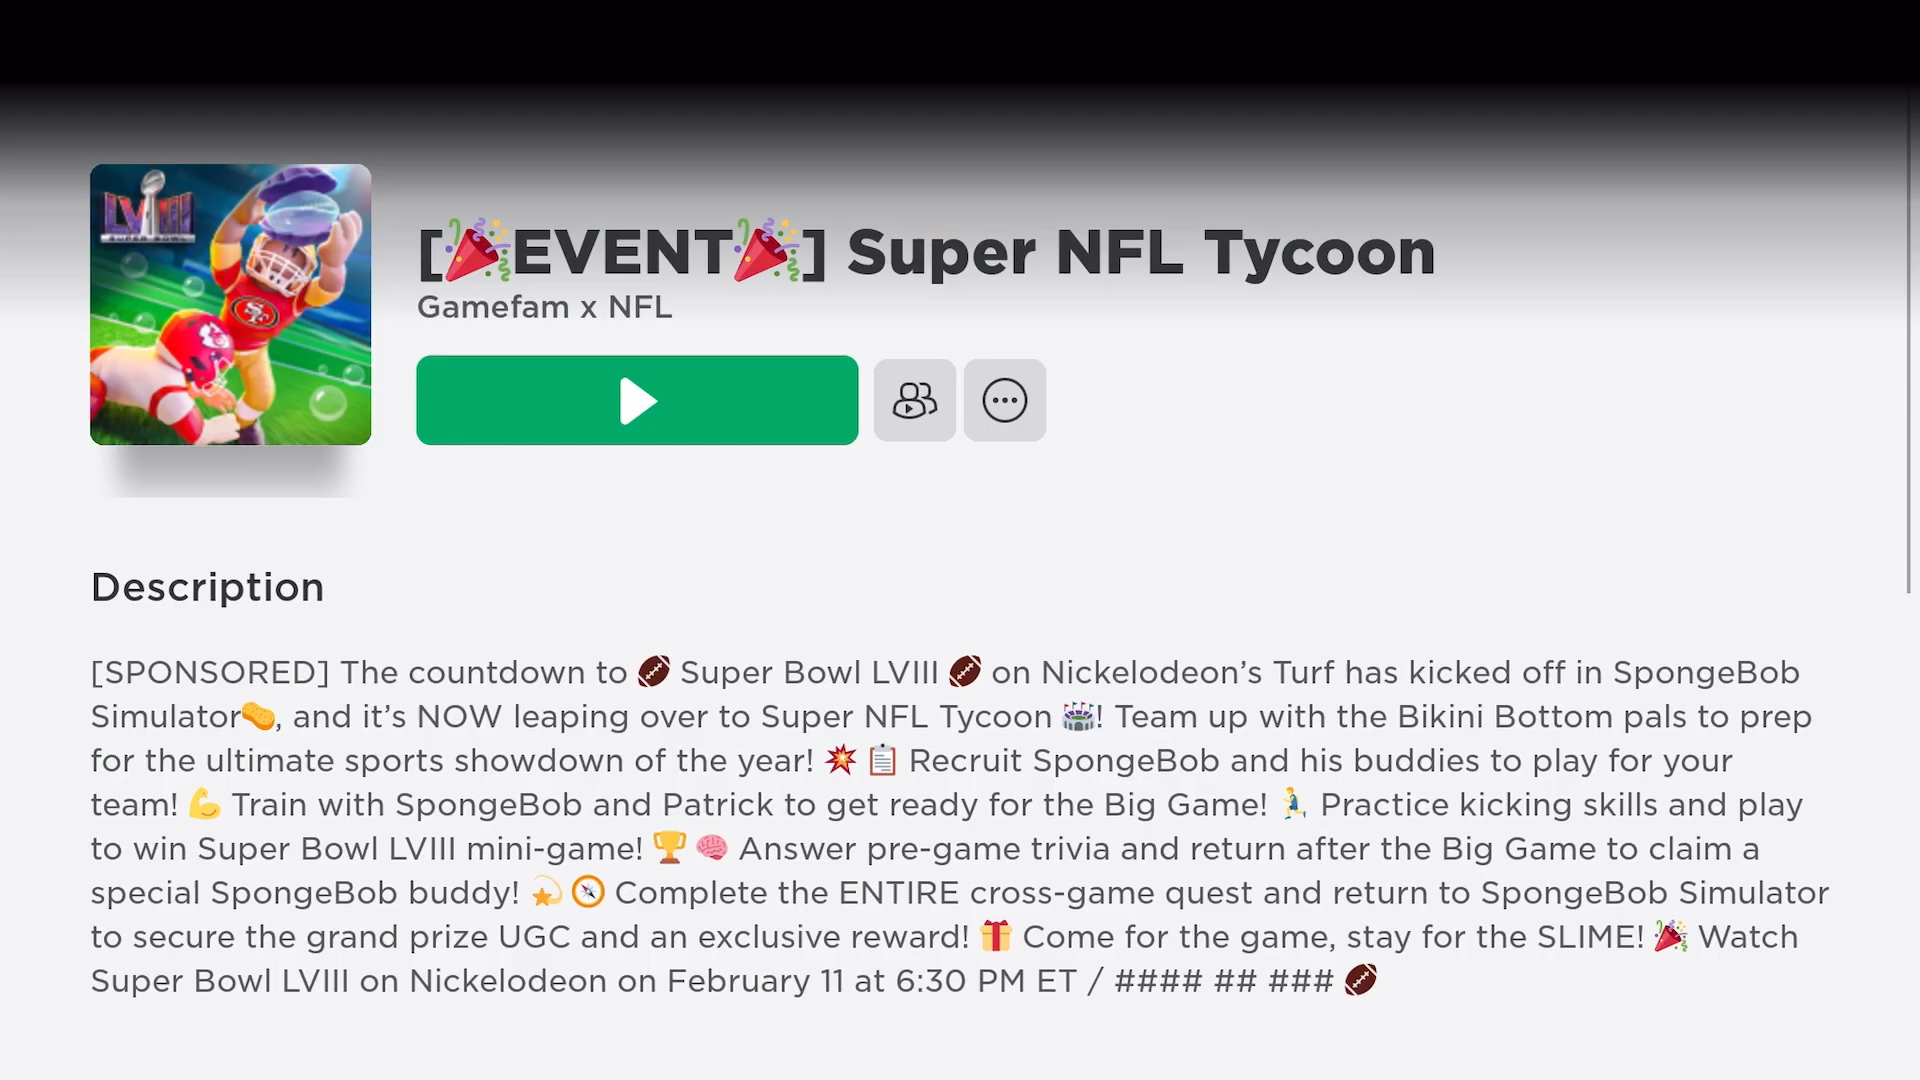 LVIII
SUPER BOWL
[🎉EVENT🎉] Super NFL Tycoon
Gamefam x NFL
Description
[SPONSORED] The countdown to 🏈 Super Bowl LVIII 🏈 on Nickelodeon’s Turf has kicked off in SpongeBob
Simulator🧽, and it’s NOW leaping over to Super NFL Tycoon 🏟! Team up with the Bikini Bottom pals to prep
for the ultimate sports showdown of the year! 💥 📋 Recruit SpongeBob and his buddies to play for your
team! 💪 Train with SpongeBob and Patrick to get ready for the Big Game! 🏃‍♂️ Practice kicking skills and play
to win Super Bowl LVIII mini-game! 🏆 🧠 Answer pre-game trivia and return after the Big Game to claim a
special SpongeBob buddy! 💫 🧭 Complete the ENTIRE cross-game quest and return to SpongeBob Simulator
to secure the grand prize UGC and an exclusive reward! 🎁 Come for the game, stay for the SLIME! 🎉 Watch
Super Bowl LVIII on Nickelodeon on February 11 at 6:30 PM ET / #### ## ### 🏈